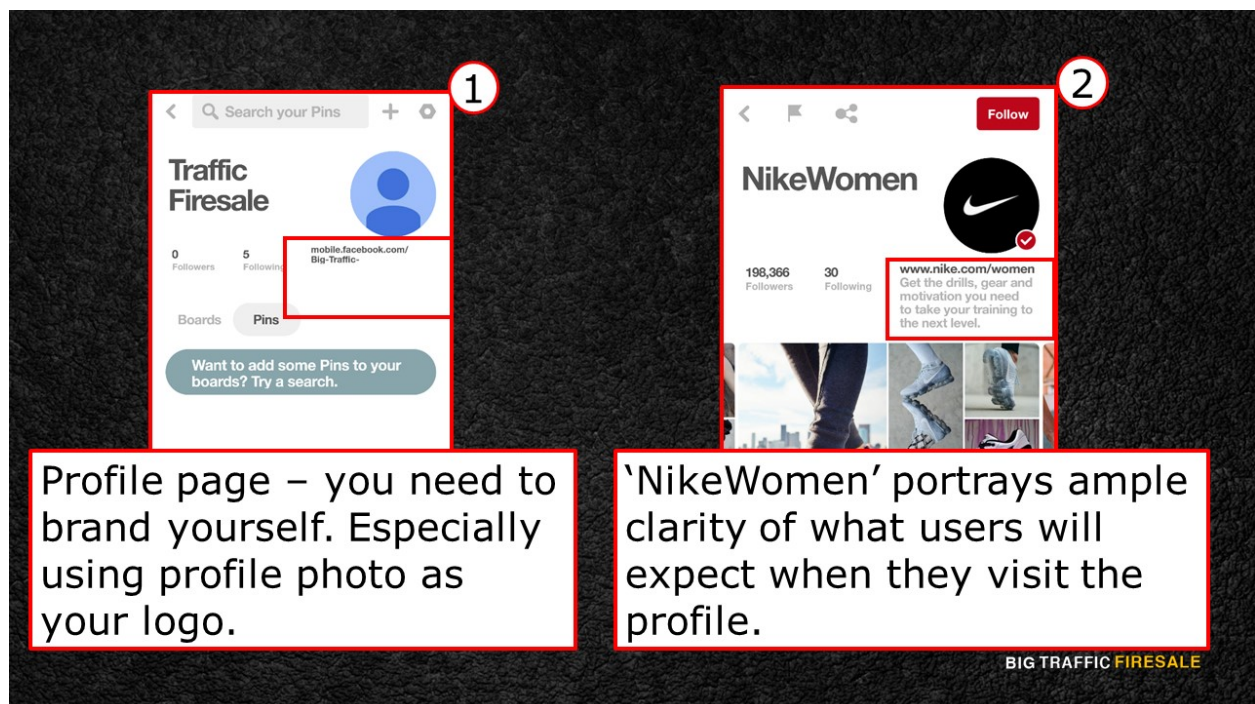 1
Search your Pins
Traffic
Firesale
0
Followers
5
Following
mobile.facebook.com/
Big-Traffic-
Boards
Pins
Want to add some Pins to your
boards? Try a search.
Profile page – you need to
brand yourself. Especially
using profile photo as
your logo.
2
Follow
NikeWomen
198,366
Followers
30
Following
www.nike.com/women
Get the drills, gear and
motivation you need
to take your training to
the next level.
‘NikeWomen’ portrays ample
clarity of what users will
expect when they visit the
profile.
BIG TRAFFIC FIRESALE